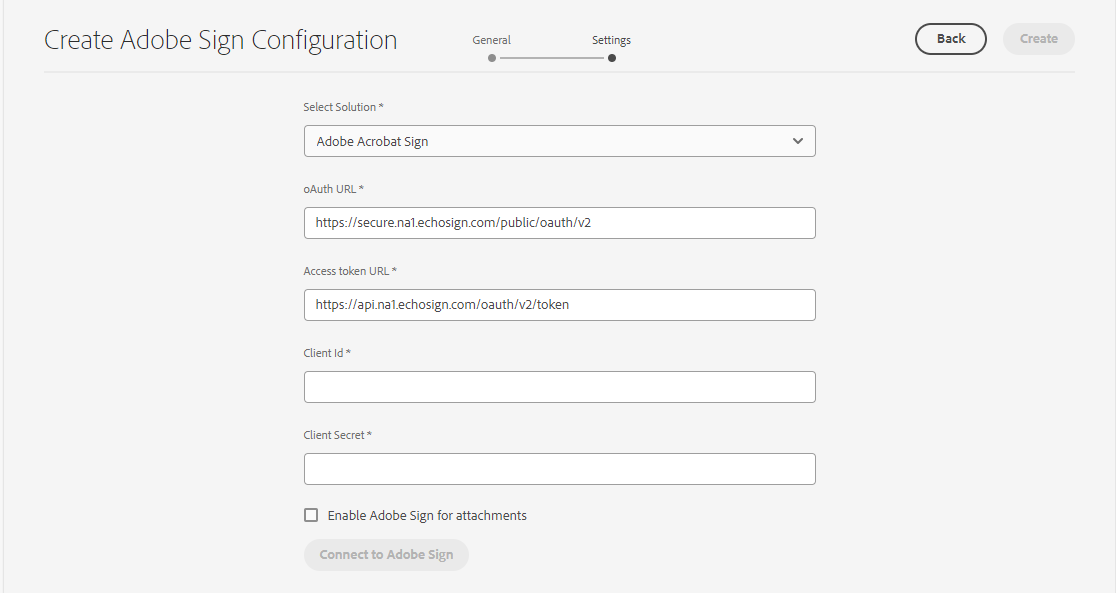 Create Adobe Sign Configuration
General
Settings
Back
Create
Select Solution *
Adobe Acrobat Sign
oAuth URL *
https://secure.na1.echosign.com/public/oauth/v2
Access token URL *
https://api.na1.echosign.com/oauth/v2/token
Client Id *
Client Secret *
Enable Adobe Sign for attachments
Connect to Adobe Sign